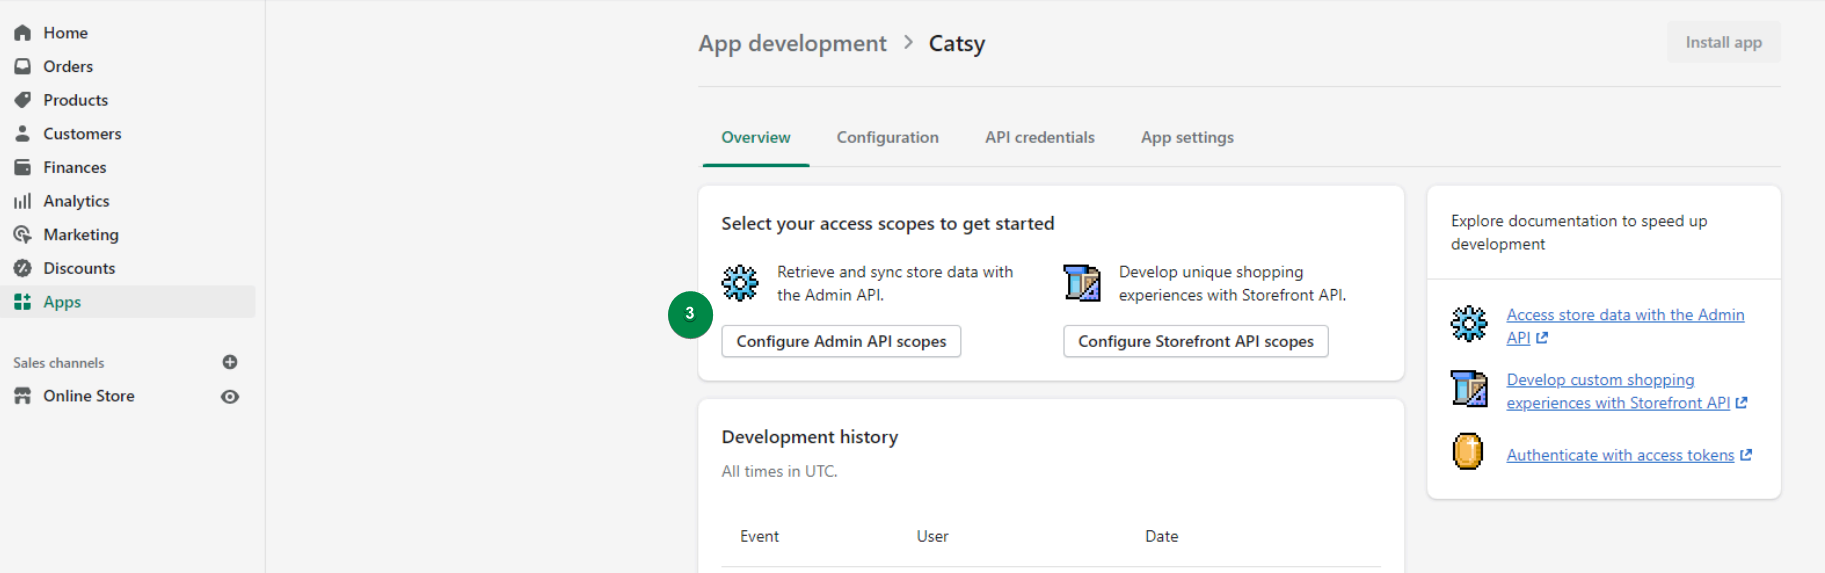 Home
Orders
Products
Customers
Finances
Analytics
Marketing
Discounts
Apps
Sales channels
Online Store
App development > Catsy
Install app
Overview Configuration API credentials App settings
Select your access scopes to get started
Retrieve and sync store data with
the Admin API.
3
Configure Admin API scopes
Develop unique shopping
experiences with Storefront API.
Configure Storefront API scopes
Development history
All times in UTC.
Event User Date
Explore documentation to speed up
development
Access store data with the Admin
API
Develop custom shopping
experiences with Storefront API
Authenticate with access tokens